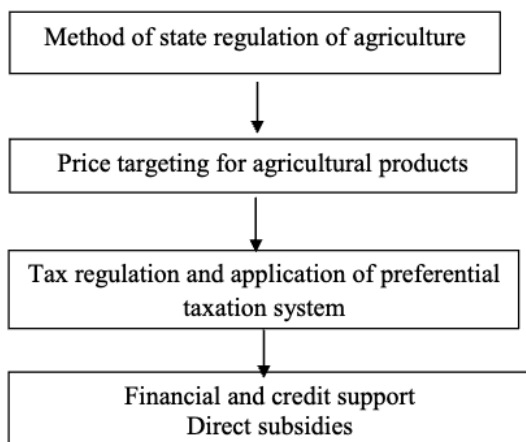 Method of state regulation of agriculture
Price targeting for agricultural products
Tax regulation and application of preferential
taxation system
Financial and credit support
Direct subsidies